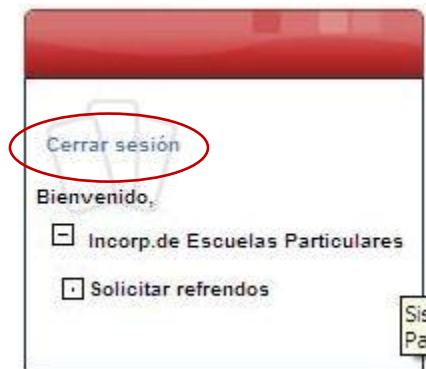 Cerrar sesión
Bienvenido,
Incorp.de Escuelas Particulares
Solicitar refrendos